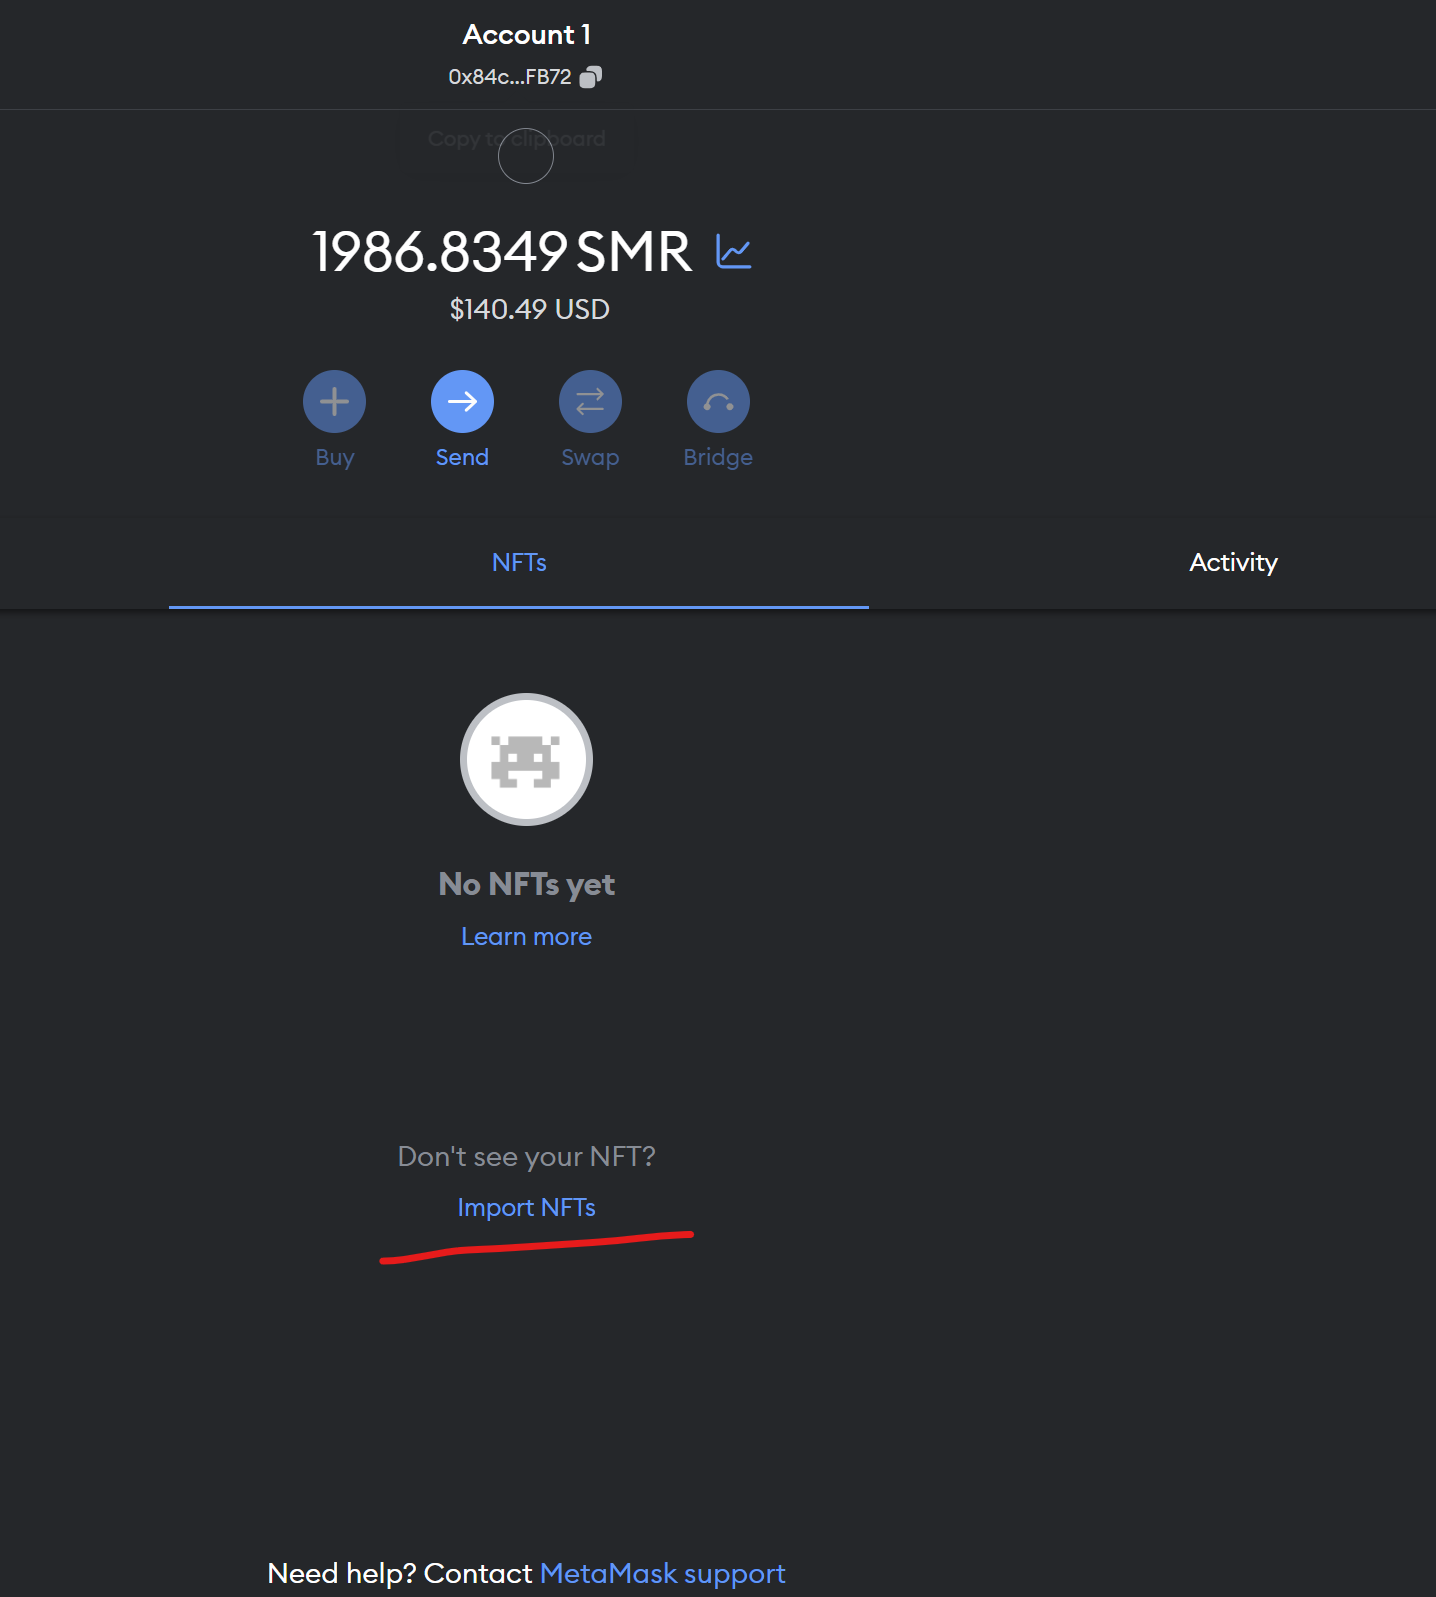 Account 1
0x84c...FB72
Copy to clipboard
1986.8349 SMR
$140.49 USD
Buy
Send
Swap
Bridge
NFTs
Activity
No NFTs yet
Learn more
Don't see your NFT?
Import NFTs
Need help? Contact MetaMask support